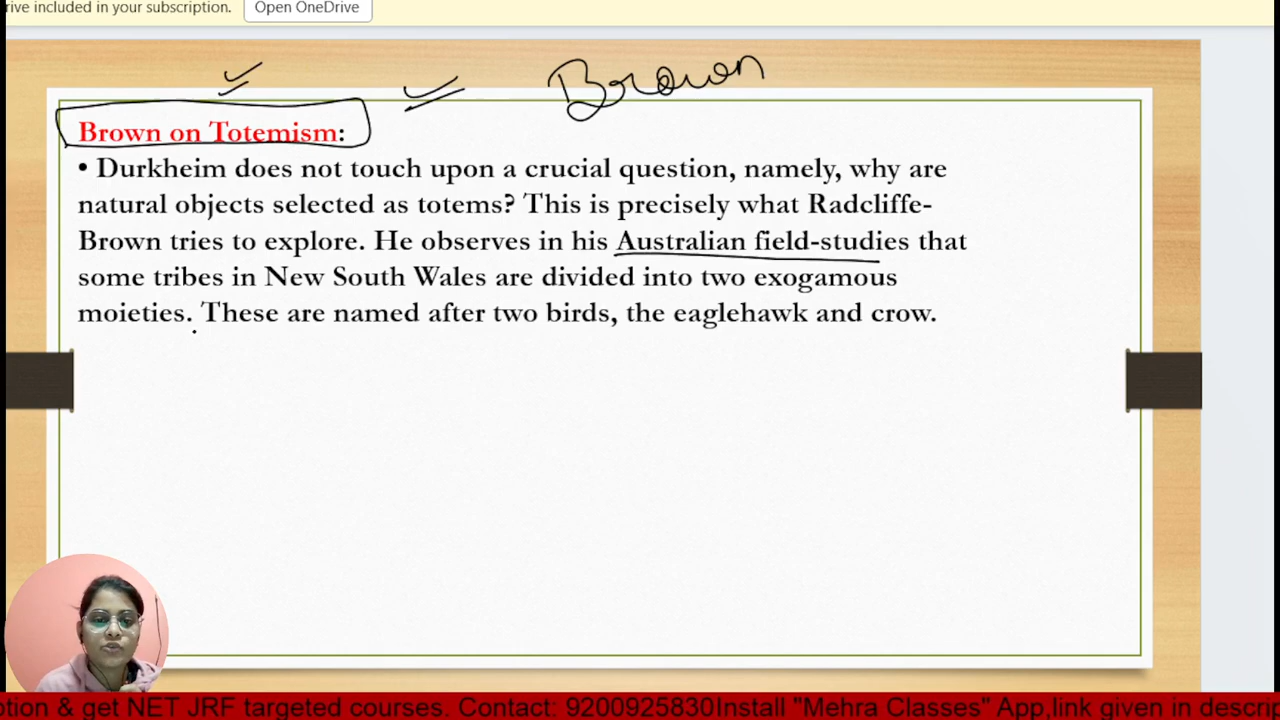 rive included in your subscription. Open OneDrive
Brown
Brown on Totemism:
• Durkheim does not touch upon a crucial question, namely, why are
natural objects selected as totems? This is precisely what Radcliffe-
Brown tries to explore. He observes in his Australian field-studies that
some tribes in New South Wales are divided into two exogamous
moieties. These are named after two birds, the eaglehawk and crow.
ption & get NET JRF targeted courses. Contact: 9200925830Install "Mehra Classes" App,link given in descrip